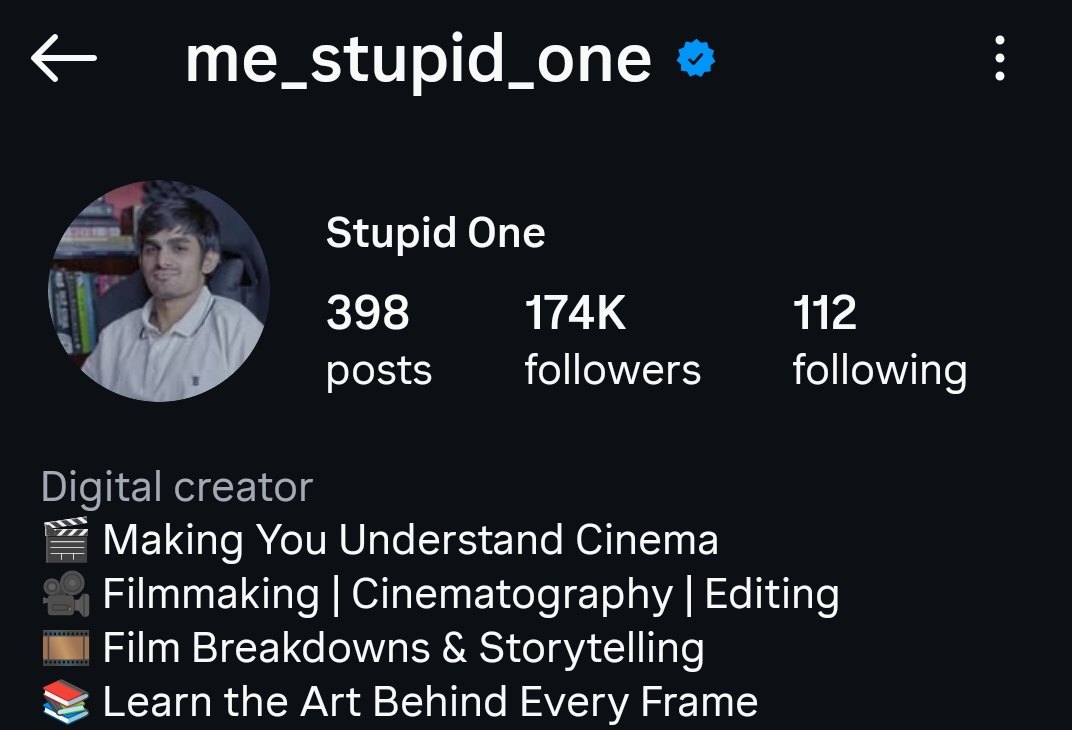 me_stupid_one
Stupid One
398 174K 112
posts followers following
Digital creator
🎬 Making You Understand Cinema
🎥 Filmmaking | Cinematography | Editing
🎞️ Film Breakdowns & Storytelling
📚 Learn the Art Behind Every Frame